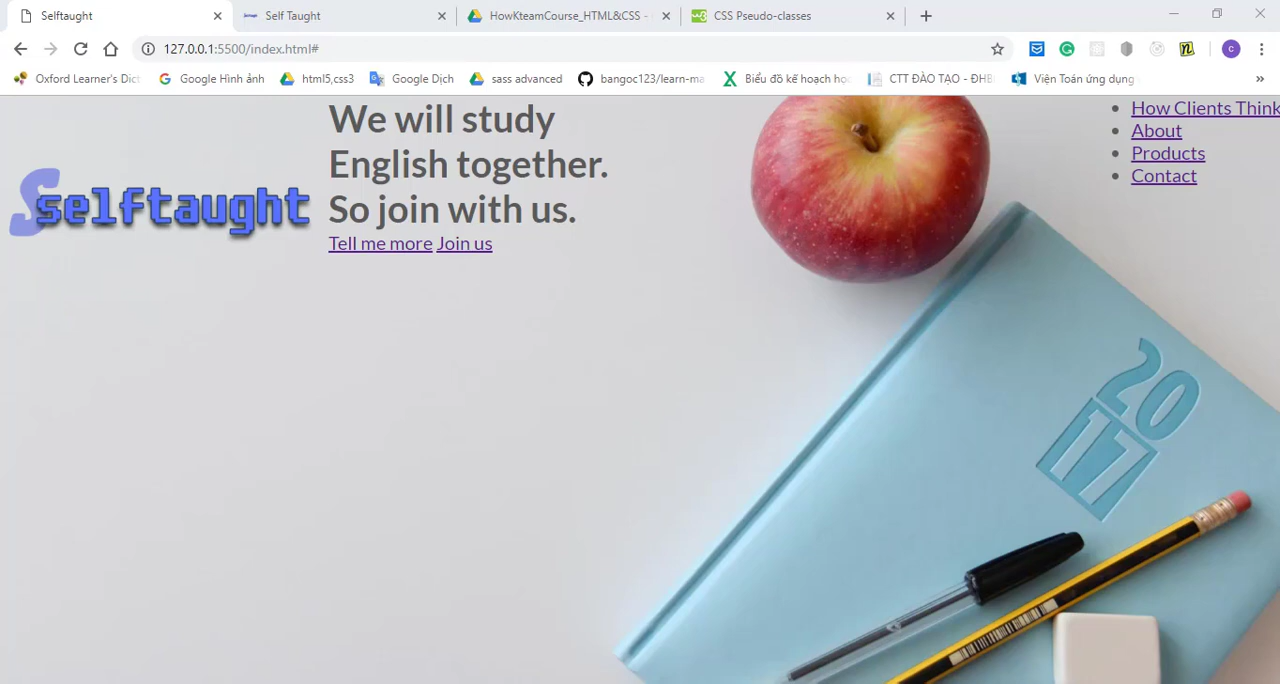 Selftaught
Self Taught
HowKteamCourse_HTML&CSS -
CSS Pseudo-classes
127.0.0.1:5500/index.html#
Oxford Learner's Dict
Google Hình ảnh
html5,css3
Google Dịch
sass advanced
bangoc123/learn-ma
Biểu đồ kế hoạch học
CTT ĐÀO TẠO - ĐHB
Viện Toán ứng dụng
Selftaught
We will study
English together.
So join with us.
Tell me more Join us
How Clients Think
About
Products
Contact
2017